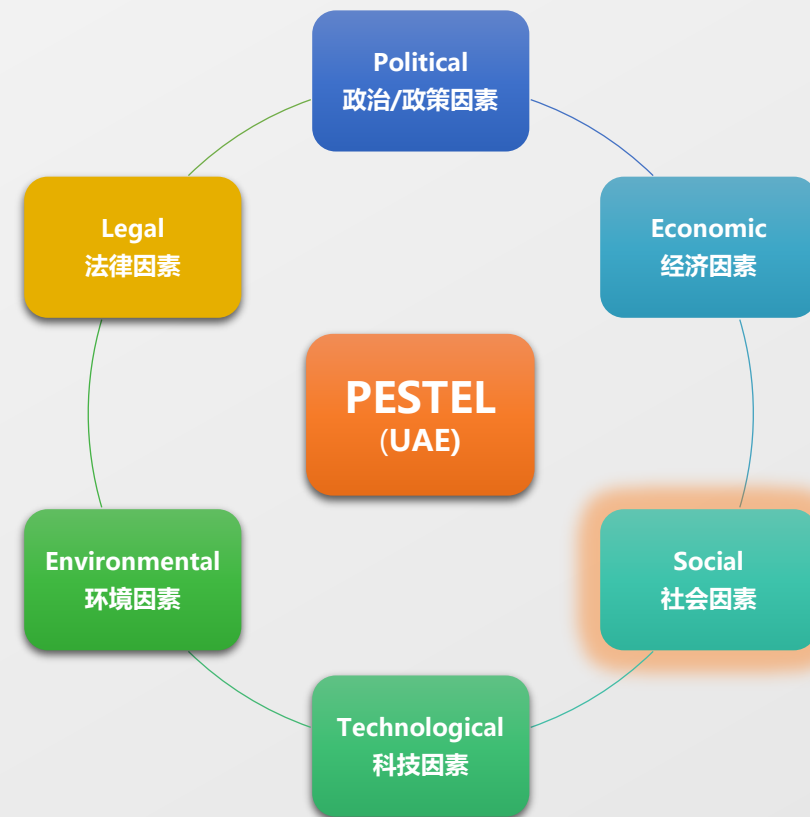 Political
政治/政策因素
Legal
法律因素
Economic
经济因素
PESTEL
(UAE)
Environmental
环境因素
Social
社会因素
Technological
科技因素